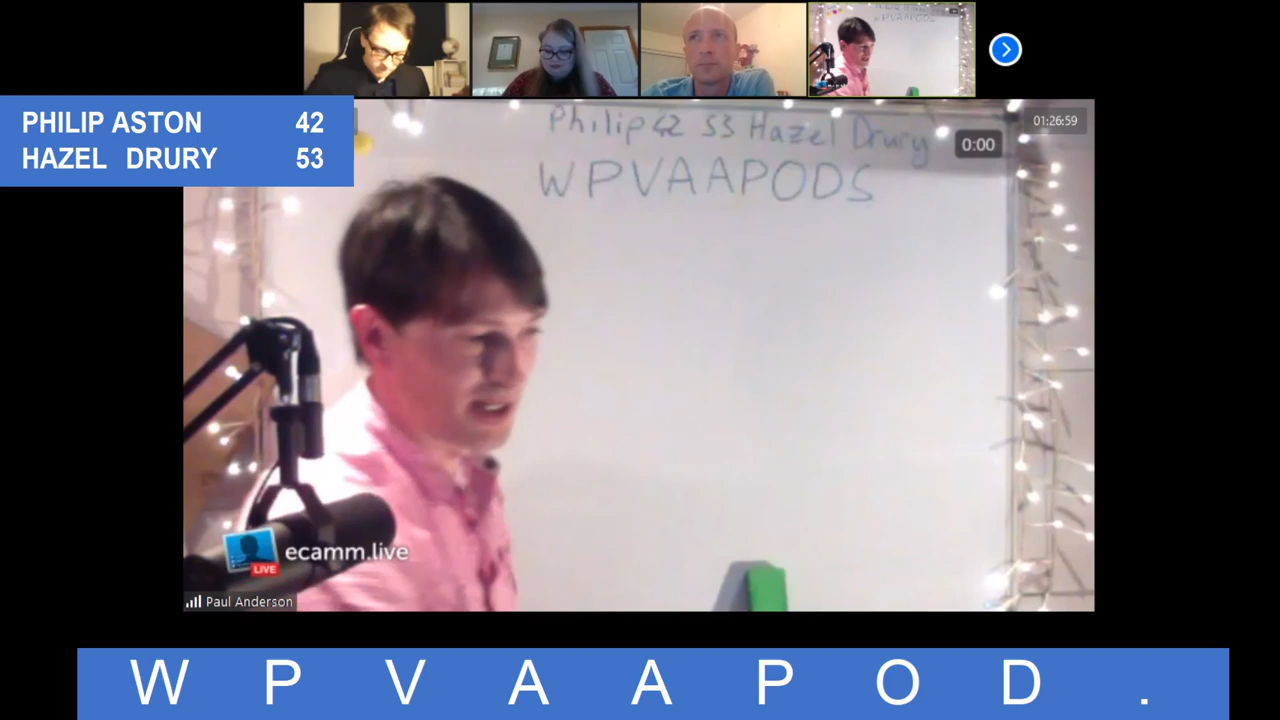 PHILIP ASTON 42
HAZEL DRURY 53
01:26:59
0:00
Philip 42 53 Hazel Drury
WPVAAPODS
ecamm.live
LIVE
Paul Anderson
W P V A A P O D .